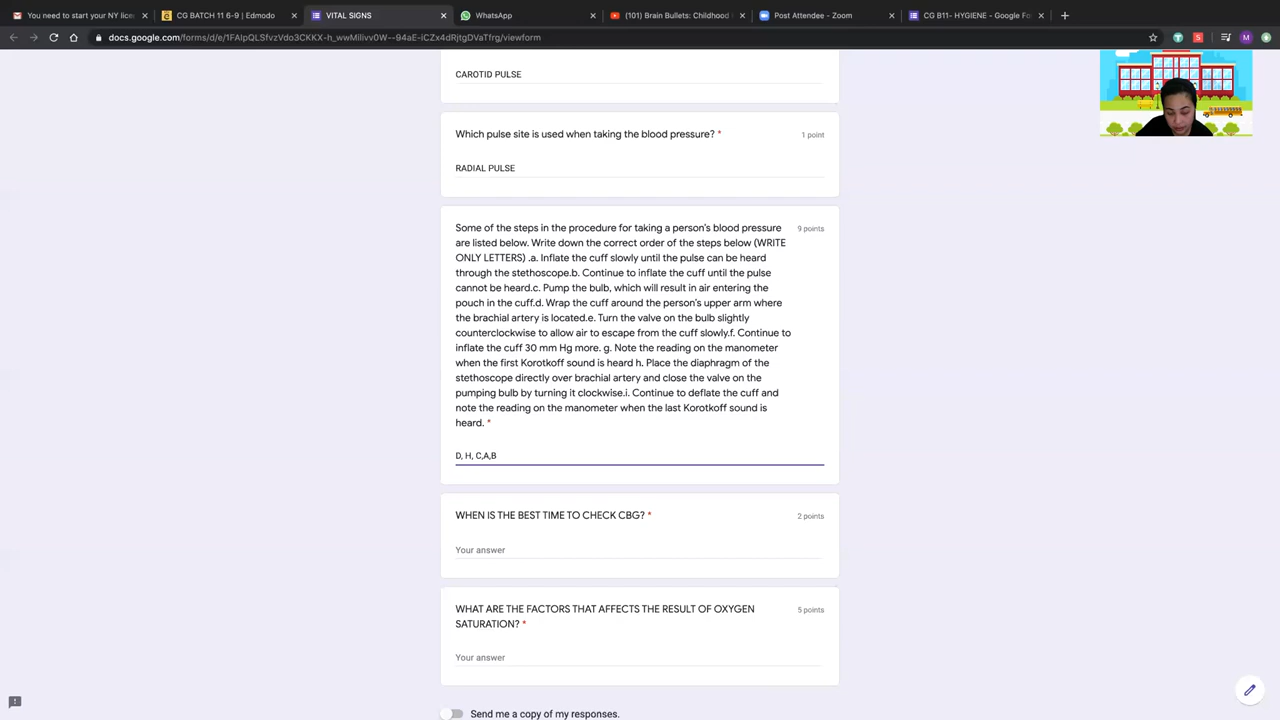 You need to start your NY licen
CG BATCH 11 6-9 | Edmodo
VITAL SIGNS
WhatsApp
(101) Brain Bullets: Childhood
Post Attendee - Zoom
CG B11- HYGIENE - Google Fo
docs.google.com/forms/d/e/1FAIpQLSfvzVdo3CKKX-h_wwMilivv0W--94aE-iCZx4dRjtgDVaTfrg/viewform
CAROTID PULSE
Which pulse site is used when taking the blood pressure? *
1 point
RADIAL PULSE
Some of the steps in the procedure for taking a person's blood pressure
9 points
are listed below. Write down the correct order of the steps below (WRITE
ONLY LETTERS) .a. Inflate the cuff slowly until the pulse can be heard
through the stethoscope.b. Continue to inflate the cuff until the pulse
cannot be heard.c. Pump the bulb, which will result in air entering the
pouch in the cuff.d. Wrap the cuff around the person's upper arm where
the brachial artery is located.e. Turn the valve on the bulb slightly
counterclockwise to allow air to escape from the cuff slowly.f. Continue to
inflate the cuff 30 mm Hg more. g. Note the reading on the manometer
when the first Korotkoff sound is heard h. Place the diaphragm of the
stethoscope directly over brachial artery and close the valve on the
pumping bulb by turning it clockwise.i. Continue to deflate the cuff and
note the reading on the manometer when the last Korotkoff sound is
heard. *
D, H, C,A,B
WHEN IS THE BEST TIME TO CHECK CBG? *
2 points
Your answer
WHAT ARE THE FACTORS THAT AFFECTS THE RESULT OF OXYGEN
5 points
SATURATION? *
Your answer
Send me a copy of my responses.